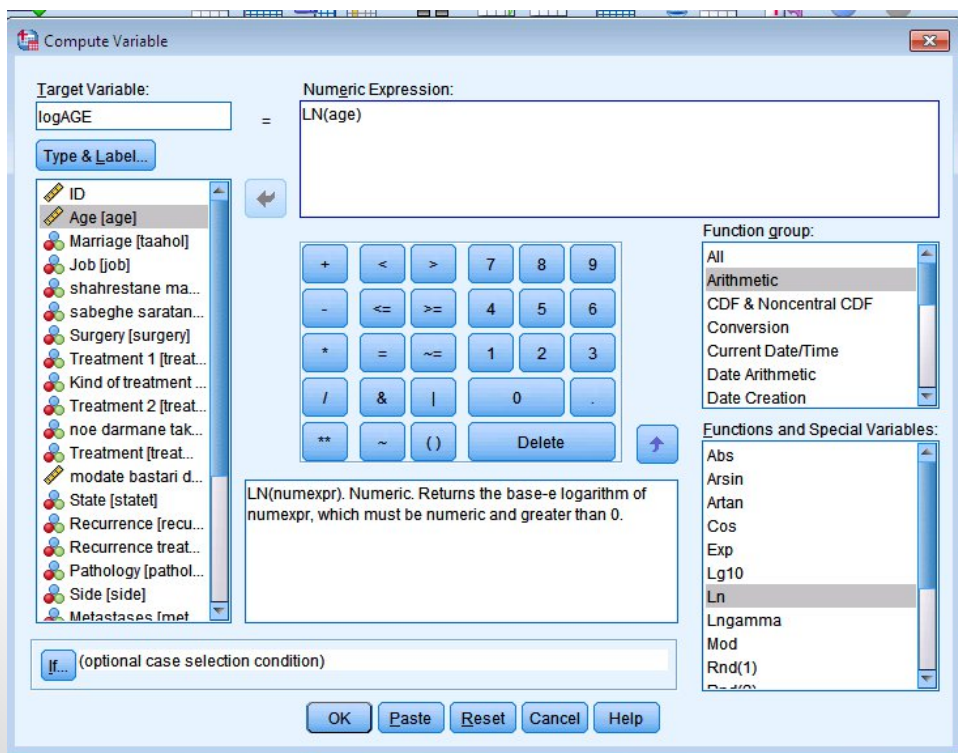 Compute Variable
Target Variable:
logAGE
=
Numeric Expression:
LN(age)
Type & Label...
ID
Age [age]
Marriage [taahol]
Job [job]
shahrestane ma...
sabeghe saratan...
Surgery [surgery]
Treatment 1 [treat...
Kind of treatment ...
Treatment 2 [treat...
noe darmane tak...
Treatment [treat...
modate bastari d...
State [statet]
Recurrence [recu...
Recurrence treat...
Pathology [pathol...
Side [side]
Metastases [met
+ < > 7 8 9
- <= >= 4 5 6
* = ~= 1 2 3
/ & | 0 .
** ~ ( ) Delete
LN(numexpr). Numeric. Returns the base-e logarithm of
numexpr, which must be numeric and greater than 0.
Function group:
All
Arithmetic
CDF & Noncentral CDF
Conversion
Current Date/Time
Date Arithmetic
Date Creation
Functions and Special Variables:
Abs
Arsin
Artan
Cos
Exp
Lg10
Ln
Lngamma
Mod
Rnd(1)
If... (optional case selection condition)
OK Paste Reset Cancel Help